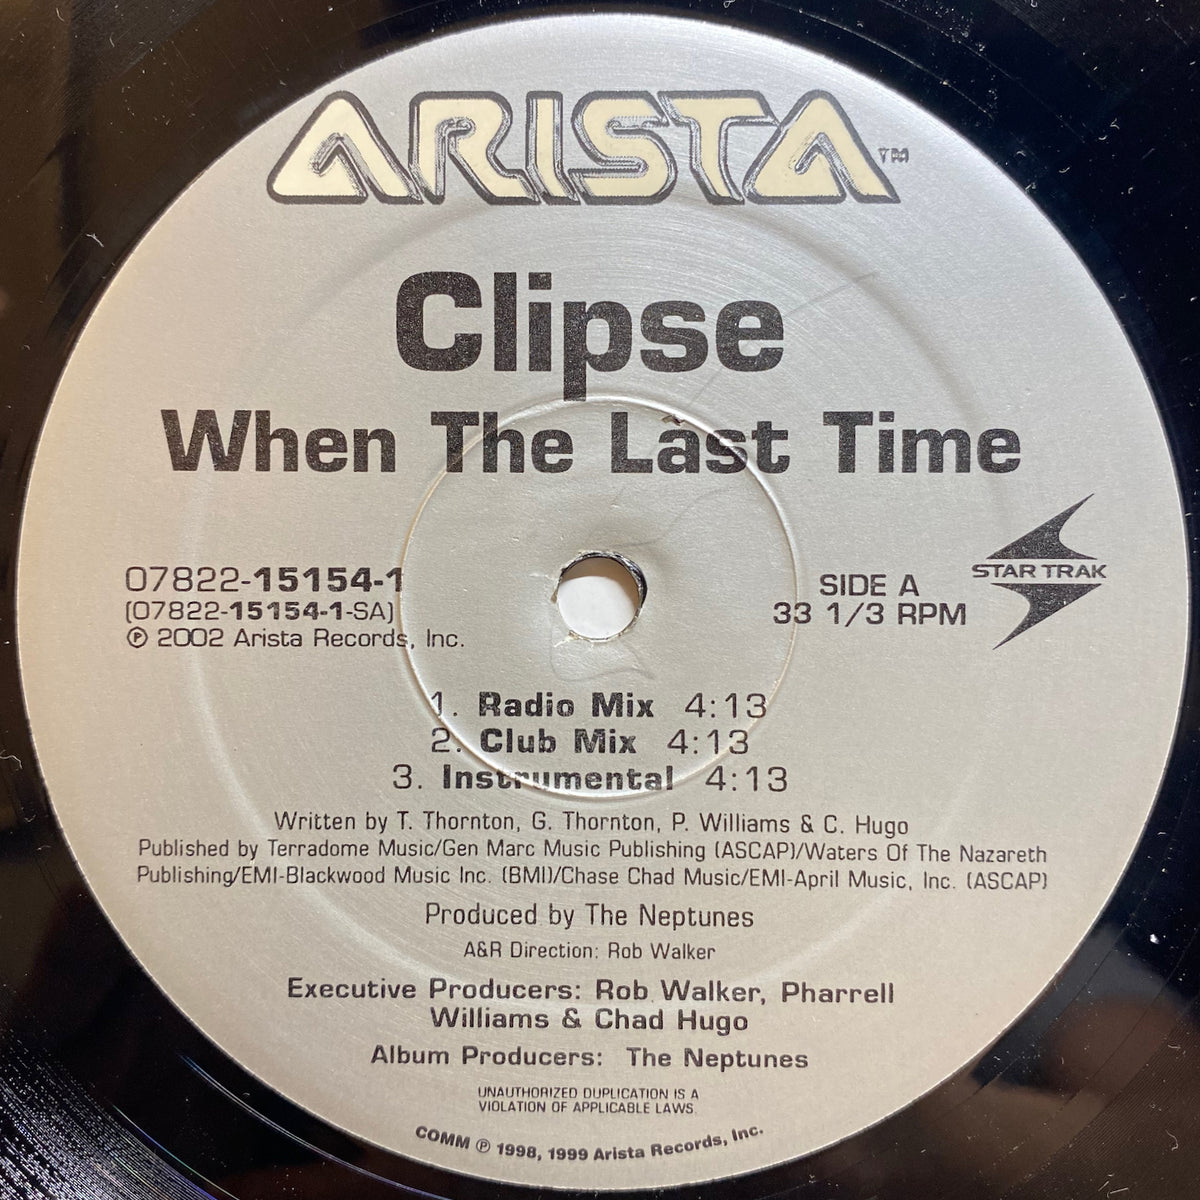 ARISTA™
Clipse
When The Last Time
07822-15154-1
(07822-15154-1-SA)
℗ 2002 Arista Records, Inc.
SIDE A
33 1/3 RPM
STAR TRAK
1. Radio Mix 4:13
2. Club Mix 4:13
3. Instrumental 4:13
Written by T. Thornton, G. Thornton, P. Williams & C. Hugo
Published by Terradome Music/Gen Marc Music Publishing (ASCAP)/Waters Of The Nazareth
Publishing/EMI-Blackwood Music Inc. (BMI)/Chase Chad Music/EMI-April Music, Inc. (ASCAP)
Produced by The Neptunes
A&R Direction: Rob Walker
Executive Producers: Rob Walker, Pharrell
Williams & Chad Hugo
Album Producers: The Neptunes
UNAUTHORIZED DUPLICATION IS A
VIOLATION OF APPLICABLE LAWS.
COMM ℗ 1998, 1999 Arista Records, Inc.